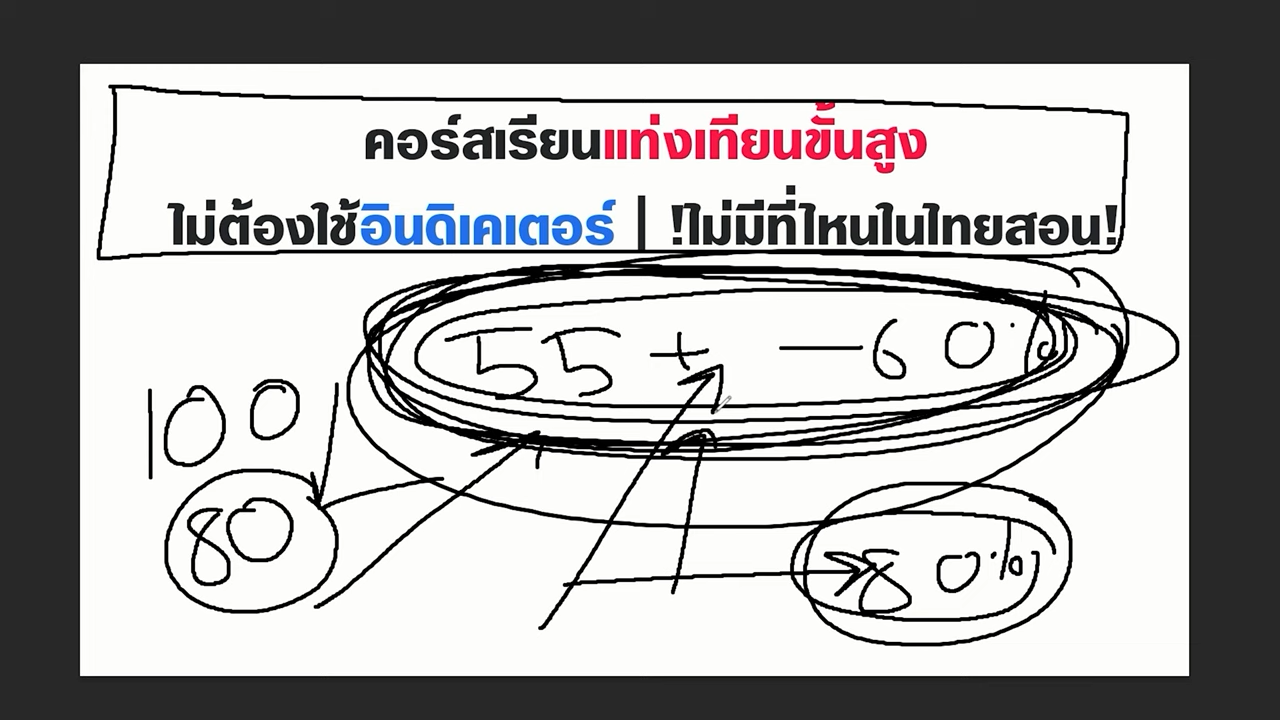 คอร์สเรียนแท่งเทียนขั้นสูง
ไม่ต้องใช้อินดิเคเตอร์ | !ไม่มีที่ไหนในไทยสอน!
55 + — 60%
100
80
80%